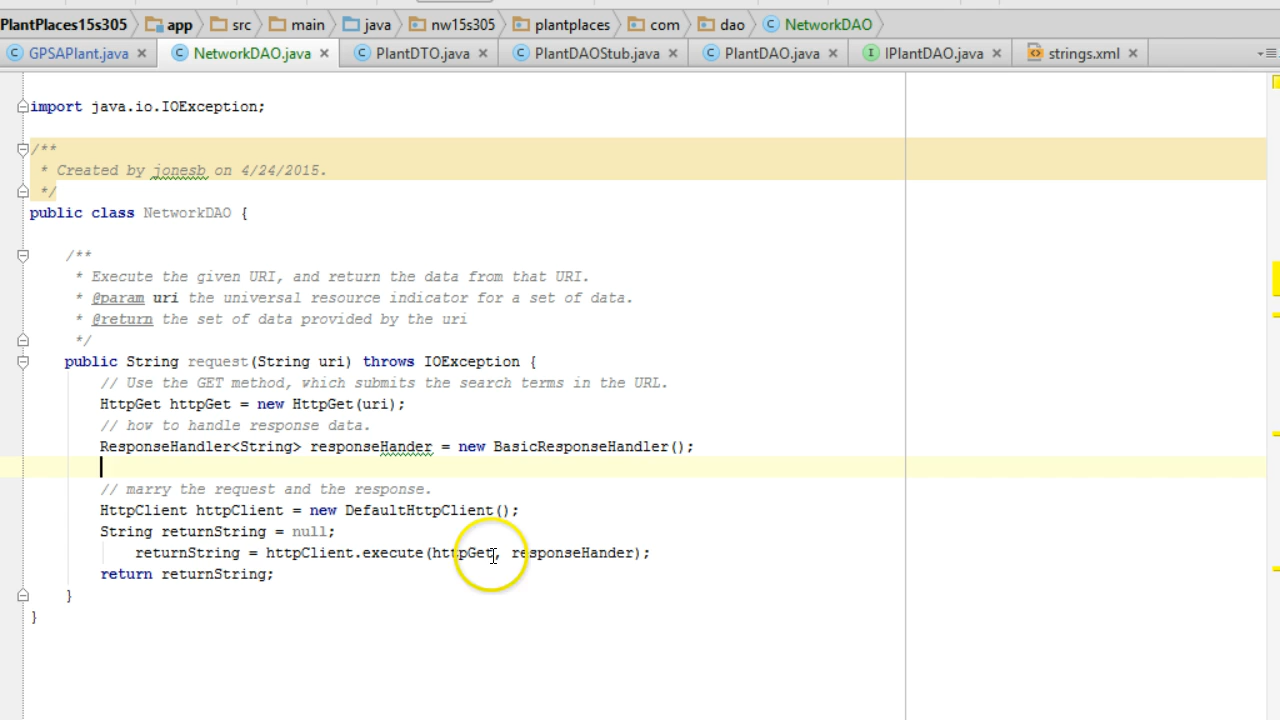 PlantPlaces15s305 app src main java nw15s305 plantplaces com dao NetworkDAO
GPSAPlant.java NetworkDAO.java PlantDTO.java PlantDAOStub.java PlantDAO.java IPlantDAO.java strings.xml
import java.io.IOException;
/**
* Created by jonesb on 4/24/2015.
*/
public class NetworkDAO {
/**
* Execute the given URI, and return the data from that URI.
* @param uri the universal resource indicator for a set of data.
* @return the set of data provided by the uri
*/
public String request(String uri) throws IOException {
// Use the GET method, which submits the search terms in the URL.
HttpGet httpGet = new HttpGet(uri);
// how to handle response data.
ResponseHandler<String> responseHander = new BasicResponseHandler();
// marry the request and the response.
HttpClient httpClient = new DefaultHttpClient();
String returnString = null;
returnString = httpClient.execute(httpGet, responseHander);
return returnString;
}
}